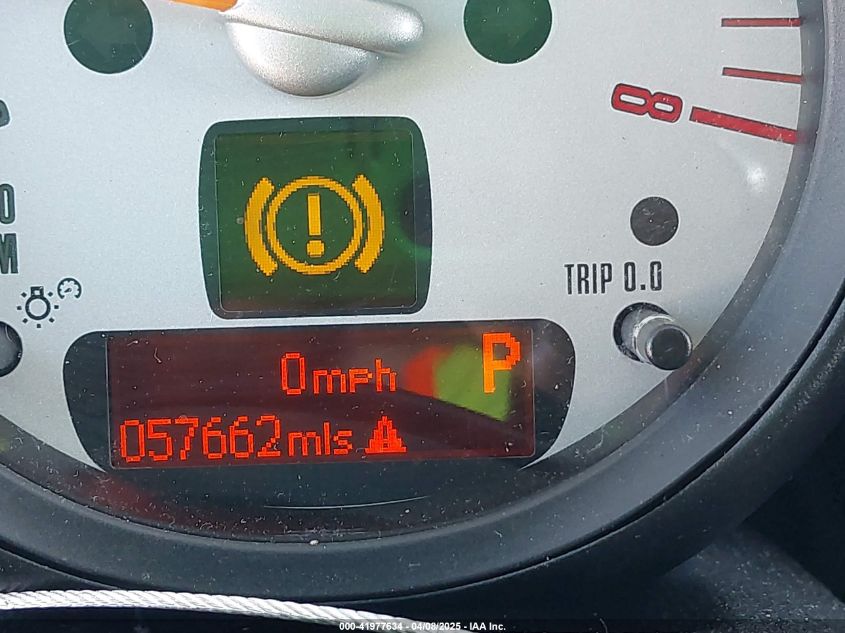 8
TRIP 0.0
0mph P
057662mls
000-41977634 - 04/08/2025 - IAA Inc.